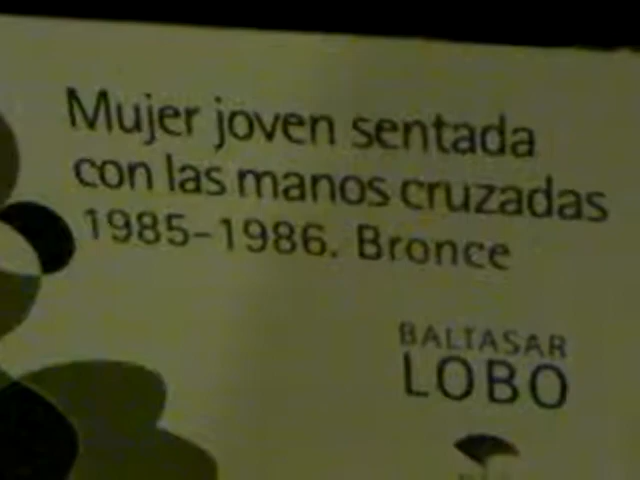 Mujer joven sentada
con las manos cruzadas
1985-1986. Bronce
BALTASAR
LOBO